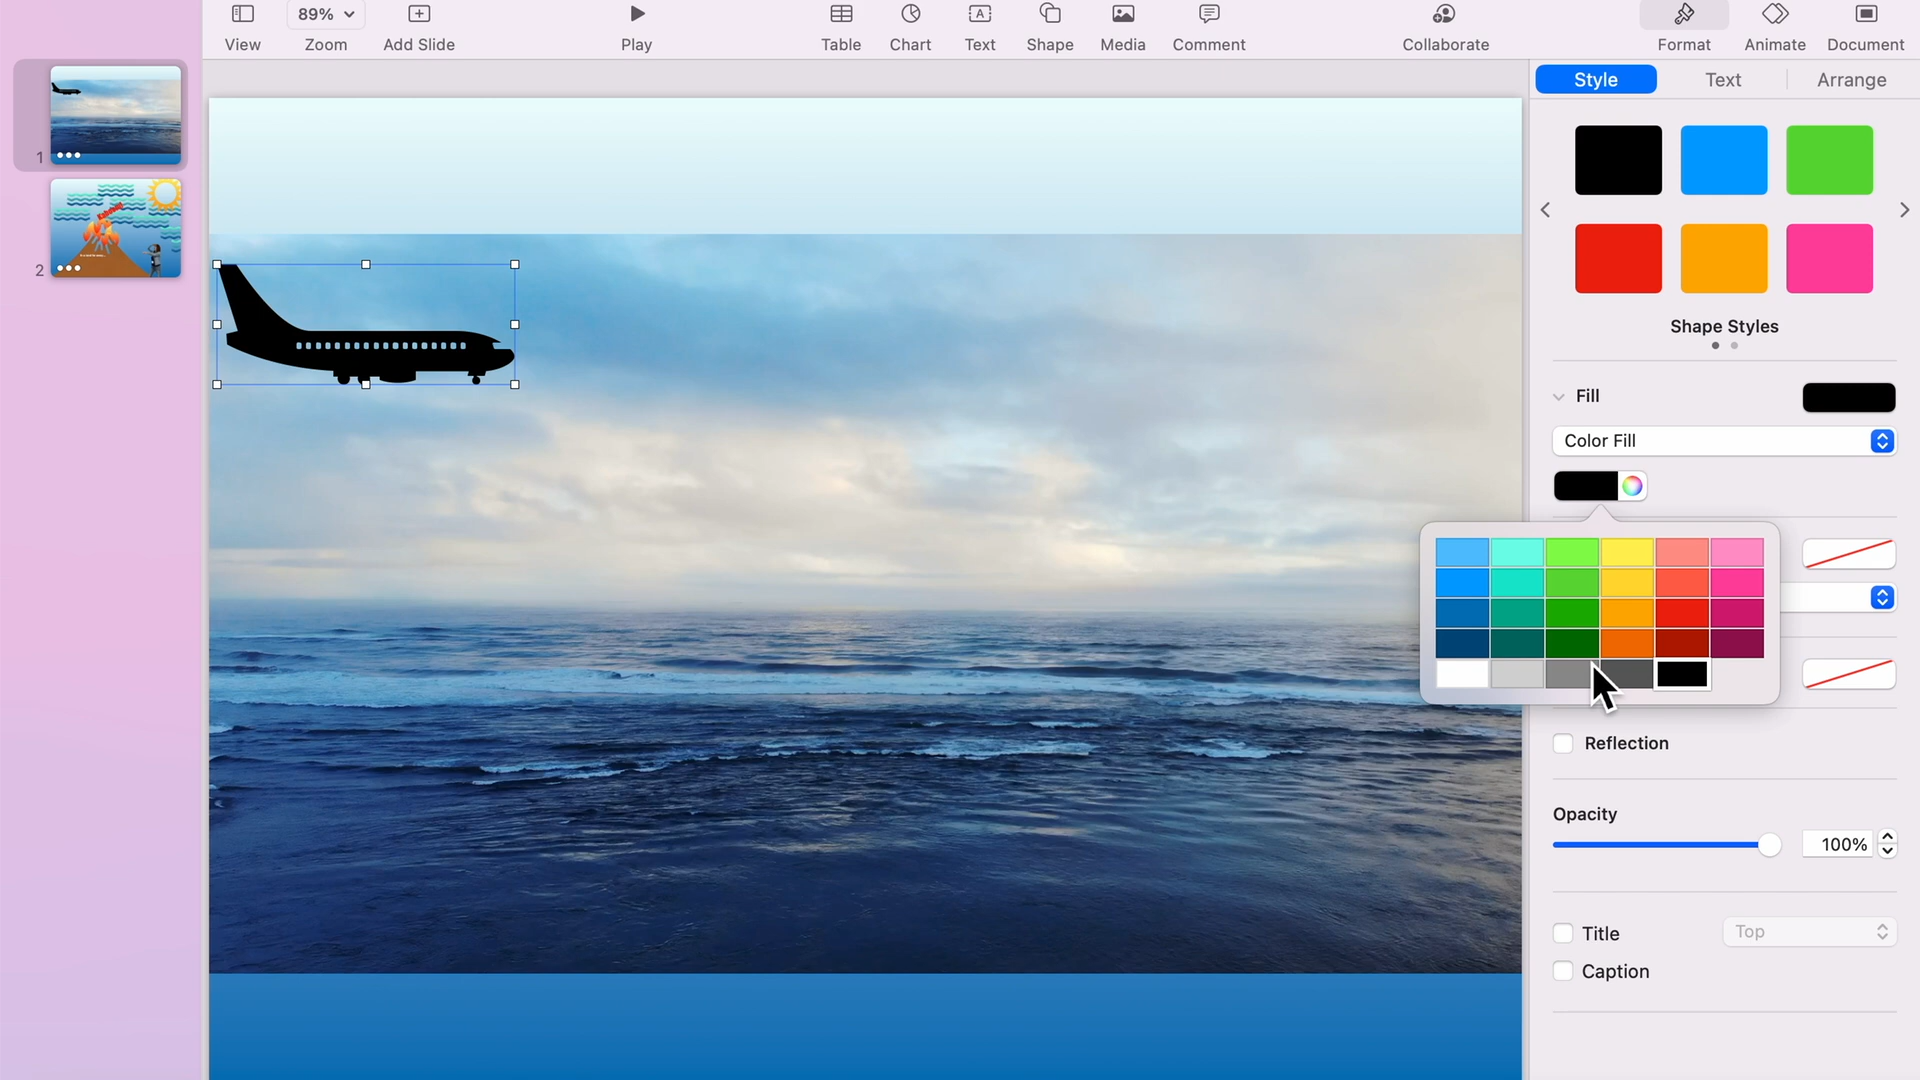 89%
View
Zoom
Add Slide
Play
Table
Chart
Text
Shape
Media
Comment
Collaborate
Format
Animate
Document
Style
Text
Arrange
1
2
Kaboom!
Shape Styles
Fill
Color Fill
Reflection
Opacity
100%
Title
Top
Caption